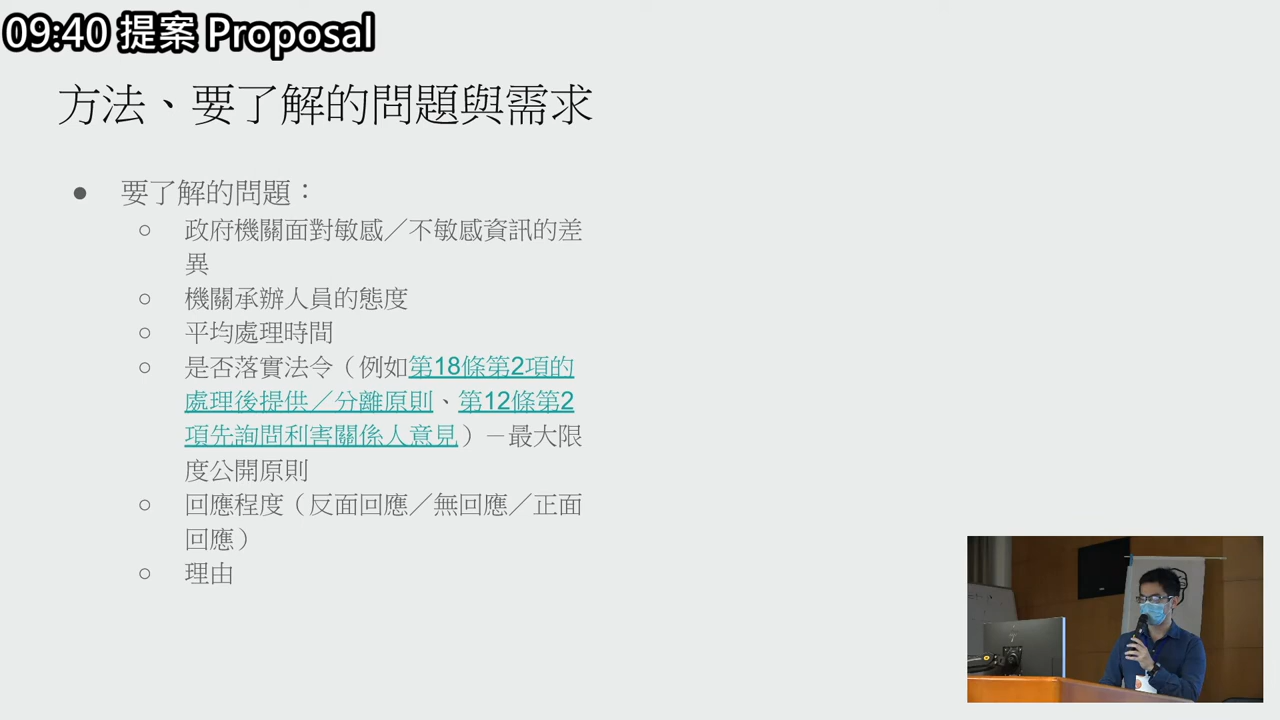 09:40 提案 Proposal
方法、要了解的問題與需求
● 要了解的問題：
○ 政府機關面對敏感／不敏感資訊的差
異
○ 機關承辦人員的態度
○ 平均處理時間
○ 是否落實法令（例如第18條第2項的
處理後提供／分離原則、第12條第2
項先詢問利害關係人意見）－最大限
度公開原則
○ 回應程度（反面回應／無回應／正面
回應）
○ 理由